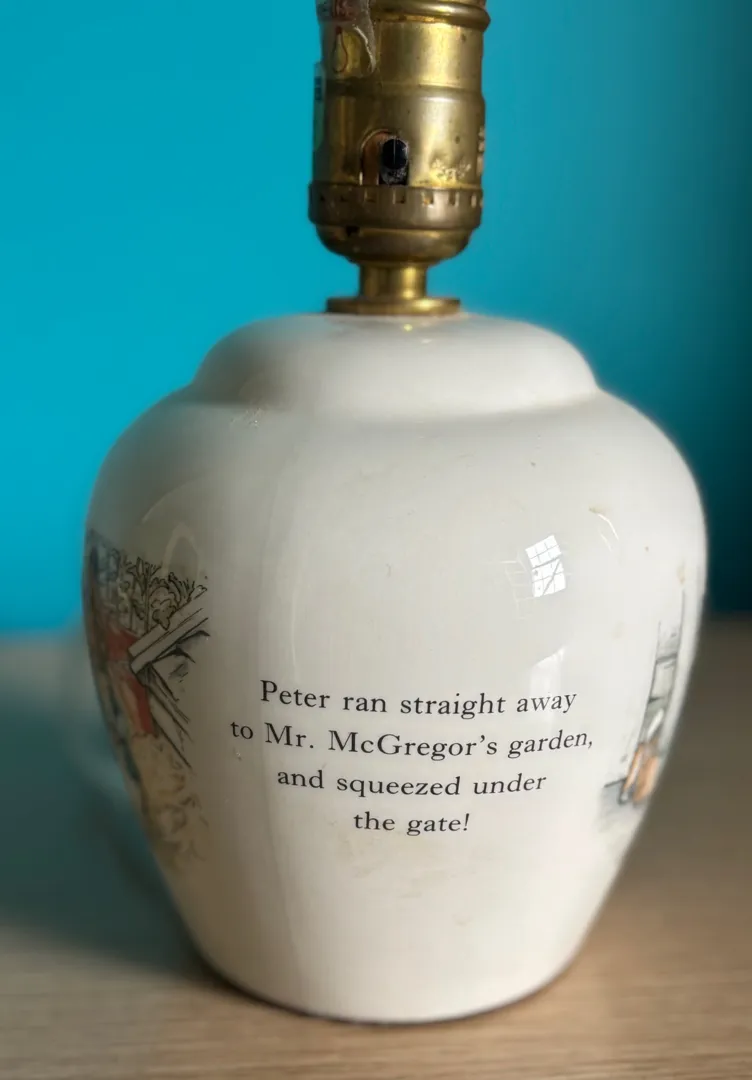 Peter ran straight away
to Mr. McGregor's garden,
and squeezed under
the gate!